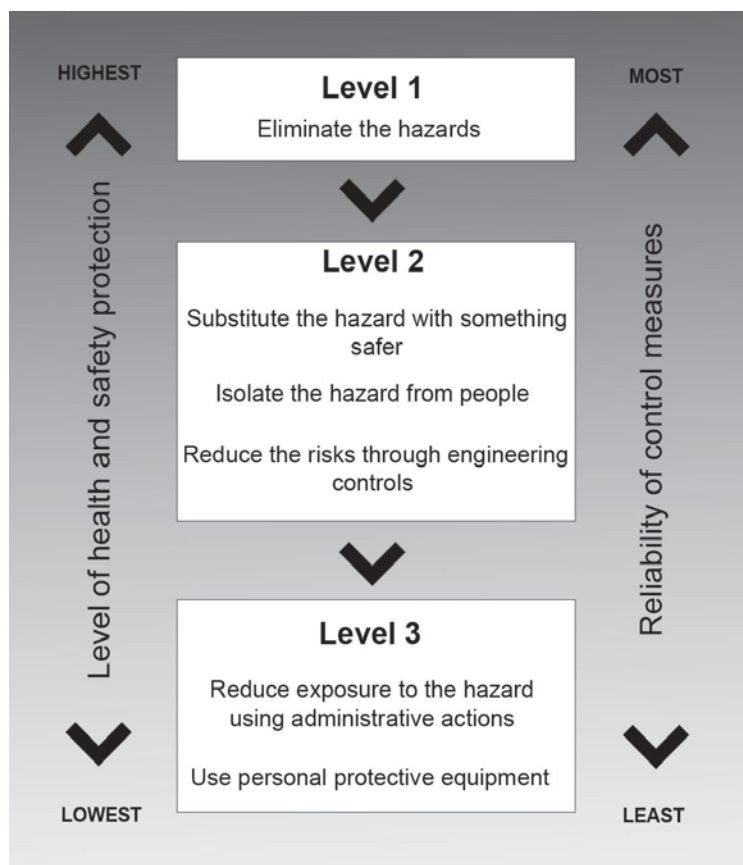 HIGHEST
MOST
Level 1
Eliminate the hazards
Level 2
Substitute the hazard with something
safer
Isolate the hazard from people
Reduce the risks through engineering
controls
Level 3
Reduce exposure to the hazard
using administrative actions
Use personal protective equipment
Level of health and safety protection
Reliability of control measures
LOWEST
LEAST